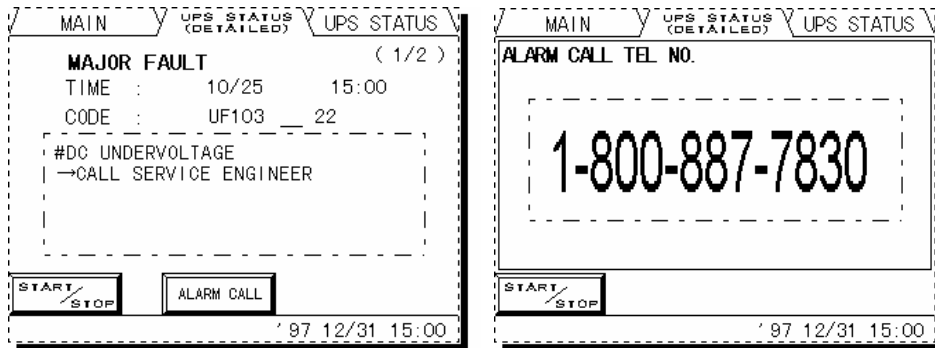 MAIN
UPS STATUS
(DETAILED)
UPS STATUS
MAJOR FAULT
( 1/2 )
TIME : 10/25 15:00
CODE : UF103 __ 22
#DC UNDERVOLTAGE
→CALL SERVICE ENGINEER
START/STOP
ALARM CALL
'97 12/31 15:00
MAIN
UPS STATUS
(DETAILED)
UPS STATUS
ALARM CALL TEL NO.
1-800-887-7830
START/STOP
'97 12/31 15:00